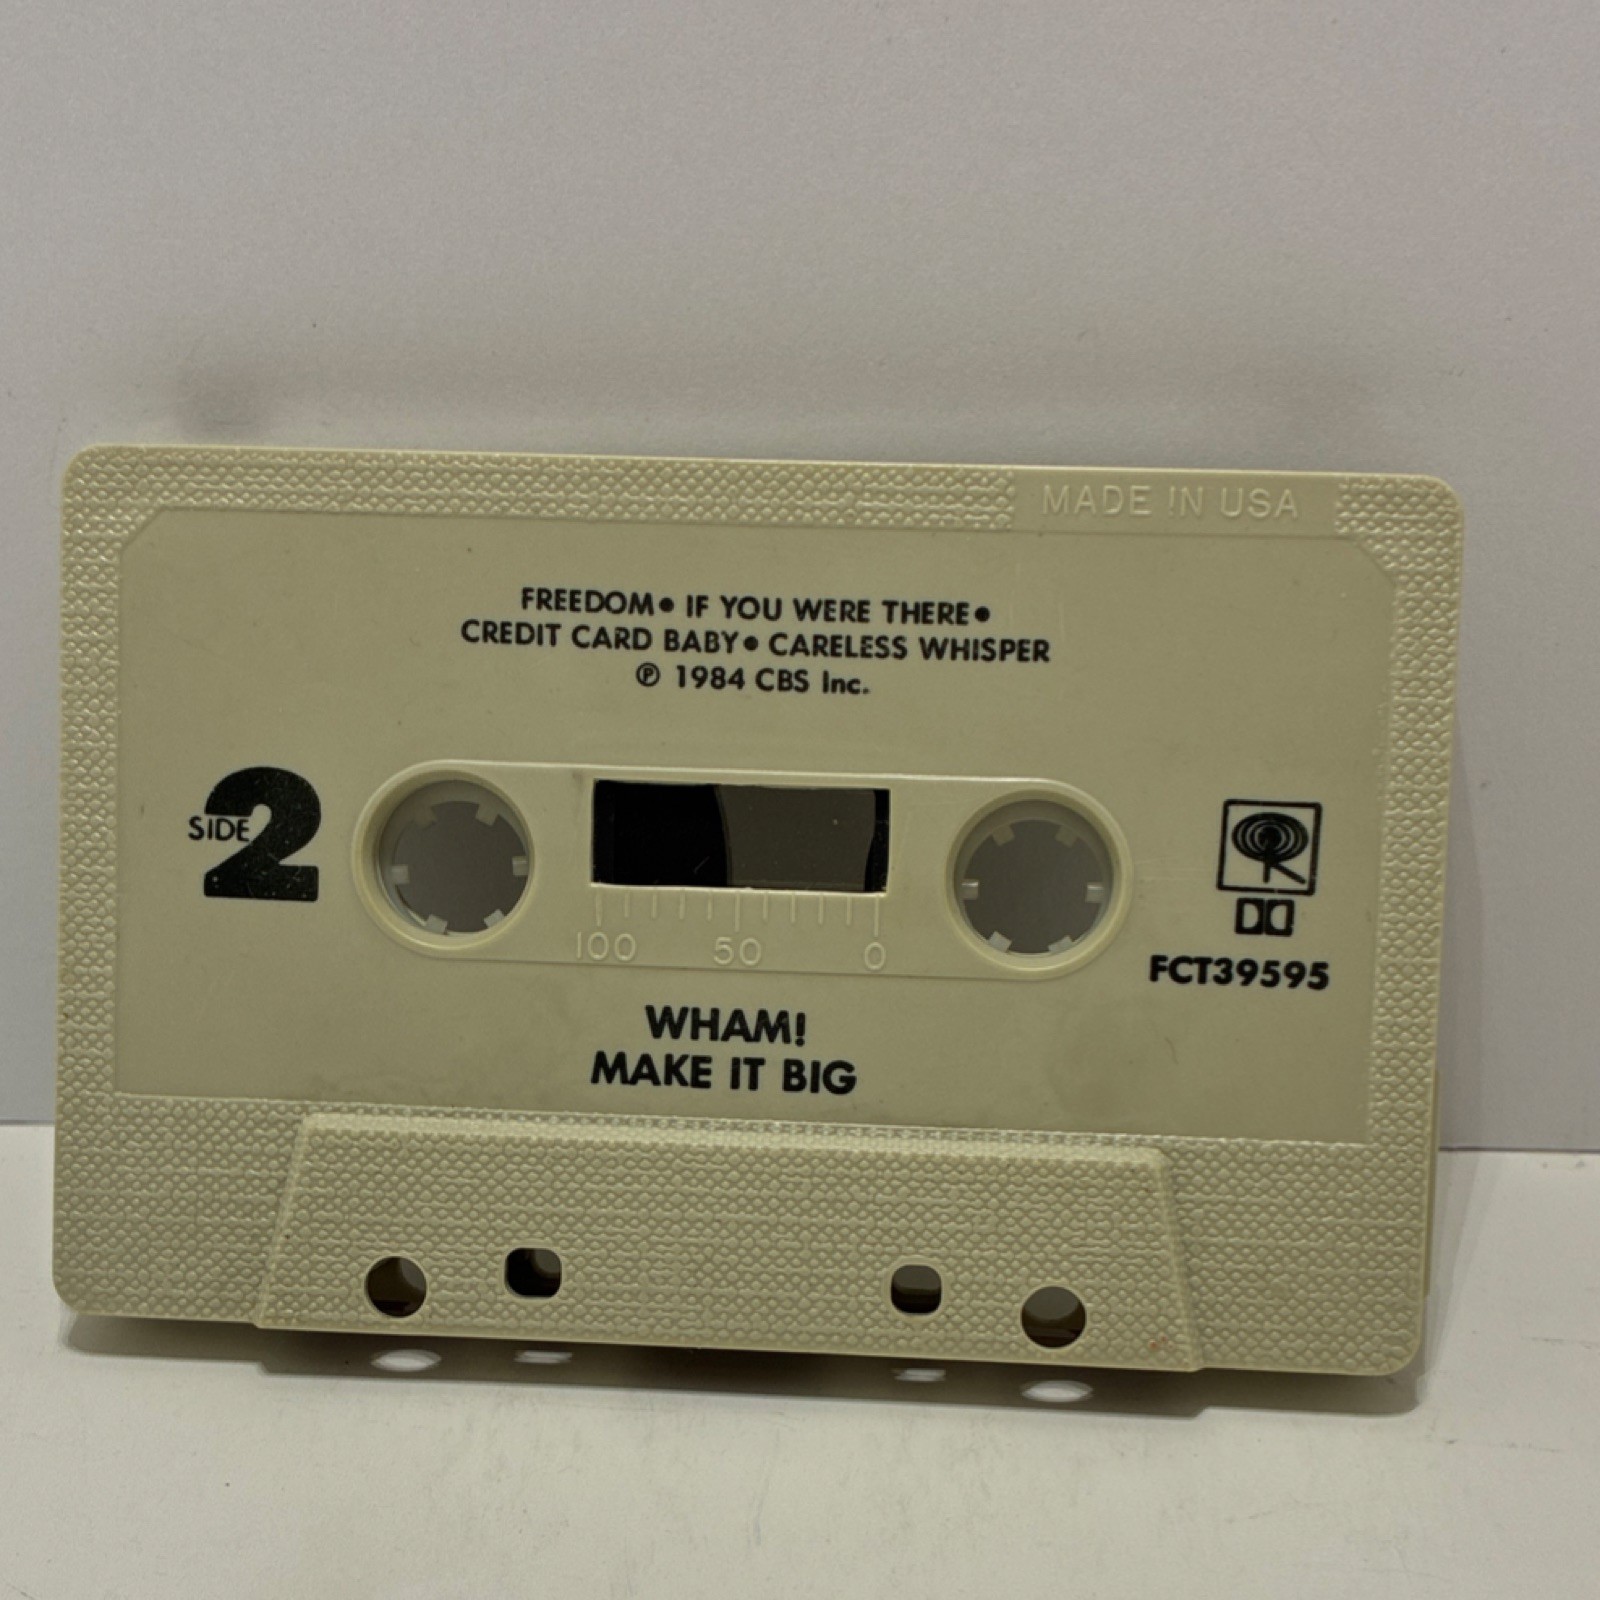 MADE IN USA
FREEDOM • IF YOU WERE THERE •
CREDIT CARD BABY • CARELESS WHISPER
℗ 1984 CBS Inc.
SIDE 2
100 50 0
FCT39595
WHAM!
MAKE IT BIG